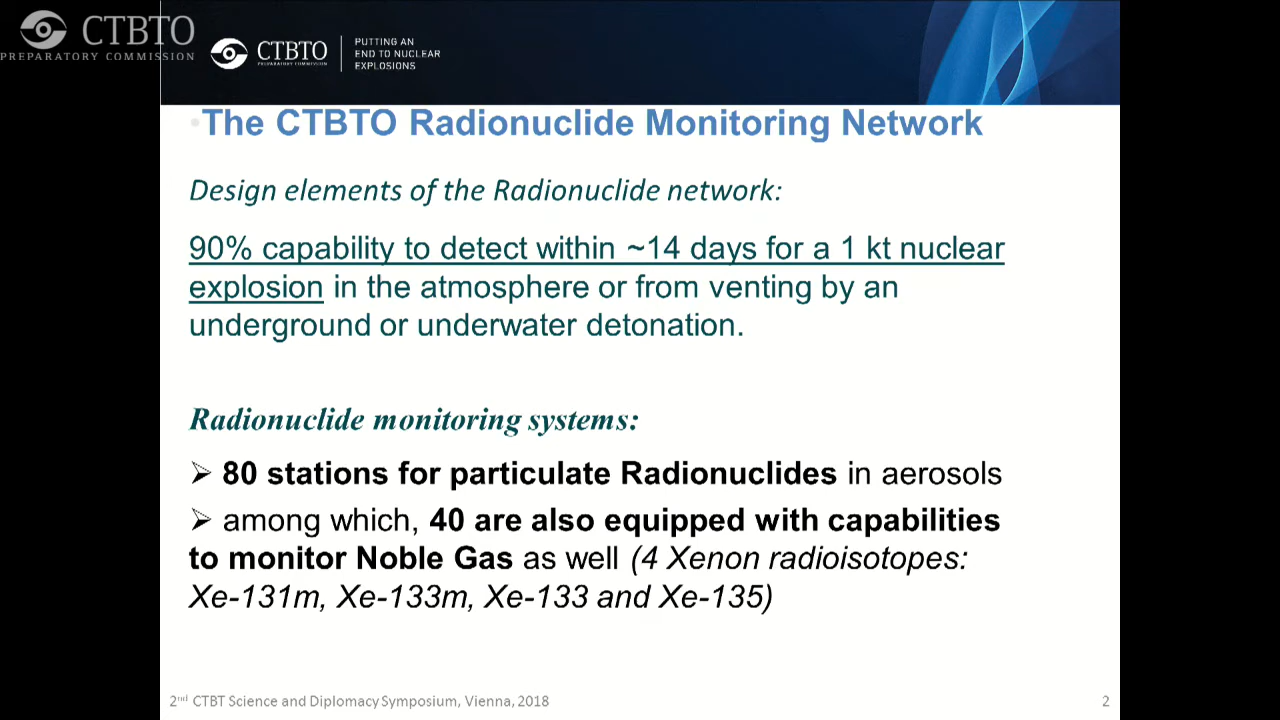 CTBTO
PREPARATORY COMMISSION
CTBTO
PREPARATORY COMMISSION
PUTTING AN
END TO NUCLEAR
EXPLOSIONS
•The CTBTO Radionuclide Monitoring Network
Design elements of the Radionuclide network:
90% capability to detect within ~14 days for a 1 kt nuclear
explosion in the atmosphere or from venting by an
underground or underwater detonation.
Radionuclide monitoring systems:
➢ 80 stations for particulate Radionuclides in aerosols
➢ among which, 40 are also equipped with capabilities
to monitor Noble Gas as well (4 Xenon radioisotopes:
Xe-131m, Xe-133m, Xe-133 and Xe-135)
2nd CTBT Science and Diplomacy Symposium, Vienna, 2018
2